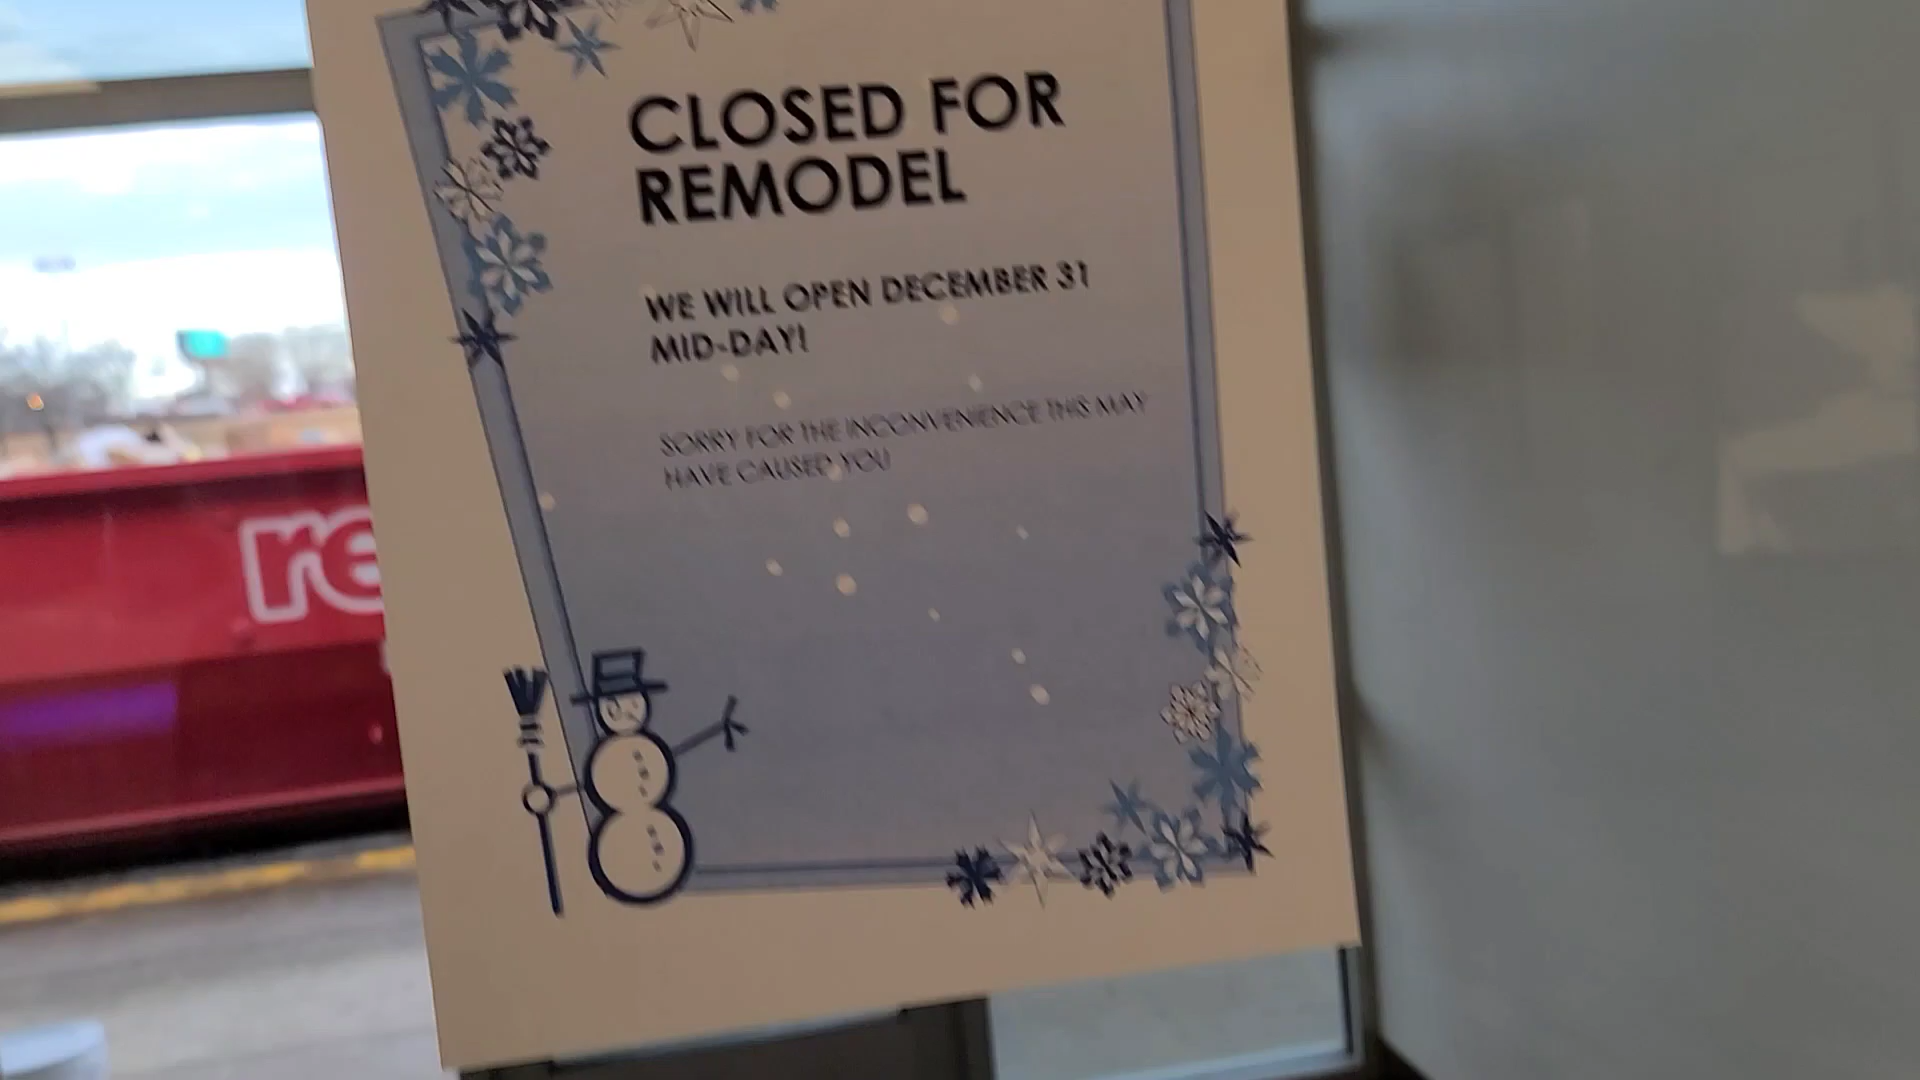 CLOSED FOR
REMODEL
WE WILL OPEN DECEMBER 31
MID-DAY!
SORRY FOR THE INCONVENIENCE THIS MAY
HAVE CAUSED YOU
re